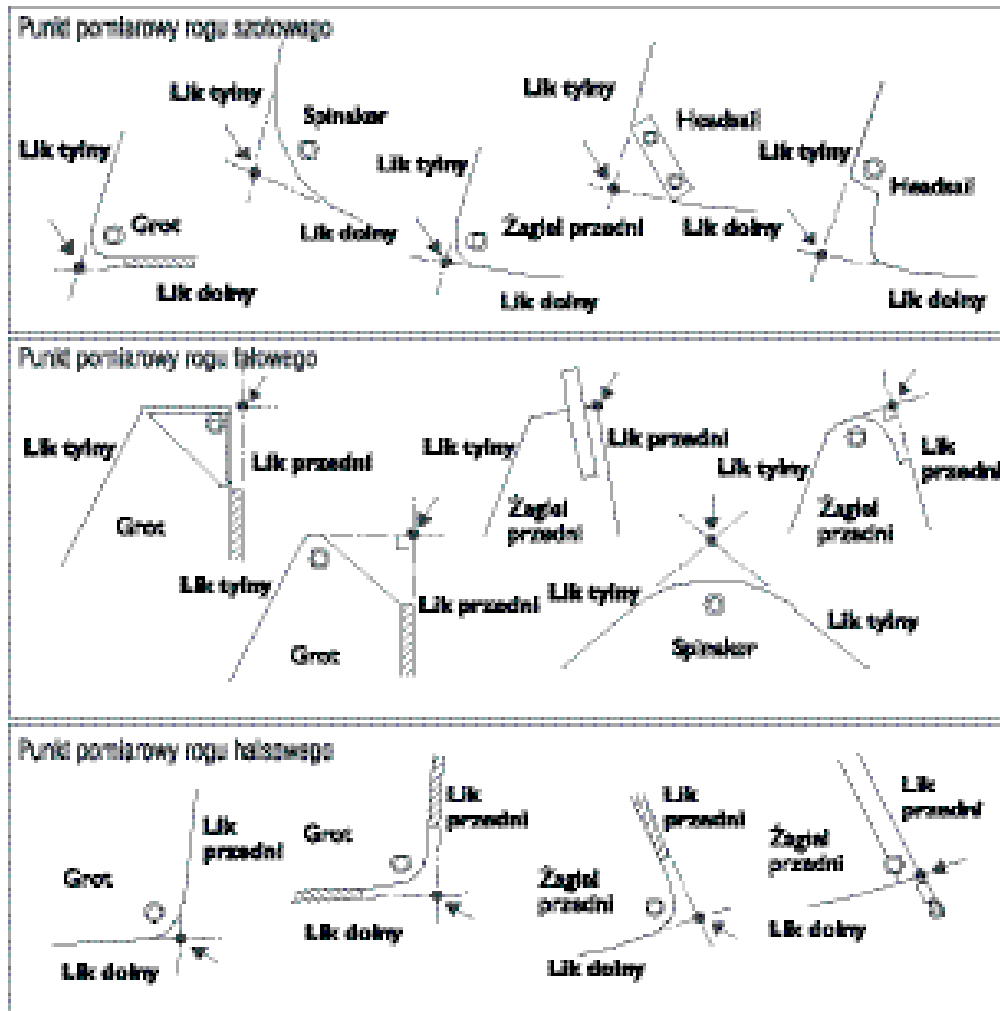 Punkt pomiarowy rogu szotowego
Lik tylny
Grot
Lik dolny
Lik tylny
Spinaker
Lik dolny
Lik tylny
Żagiel przedni
Lik dolny
Lik tylny
Headsail
Lik dolny
Lik tylny
Headsail
Lik dolny
Punkt pomiarowy rogu fałowego
Lik tylny
Lik przedni
Grot
Lik tylny
Lik przedni
Grot
Lik tylny
Lik przedni
Żagiel
przedni
Lik tylny
Lik tylny
Spinaker
Lik tylny
Lik
przedni
Żagiel
przedni
Punkt pomiarowy rogu halsowego
Grot
Lik
przedni
Lik dolny
Grot
Lik
przedni
Lik dolny
Lik
przedni
Żagiel
przedni
Lik dolny
Lik
przedni
Żagiel
przedni
Lik dolny